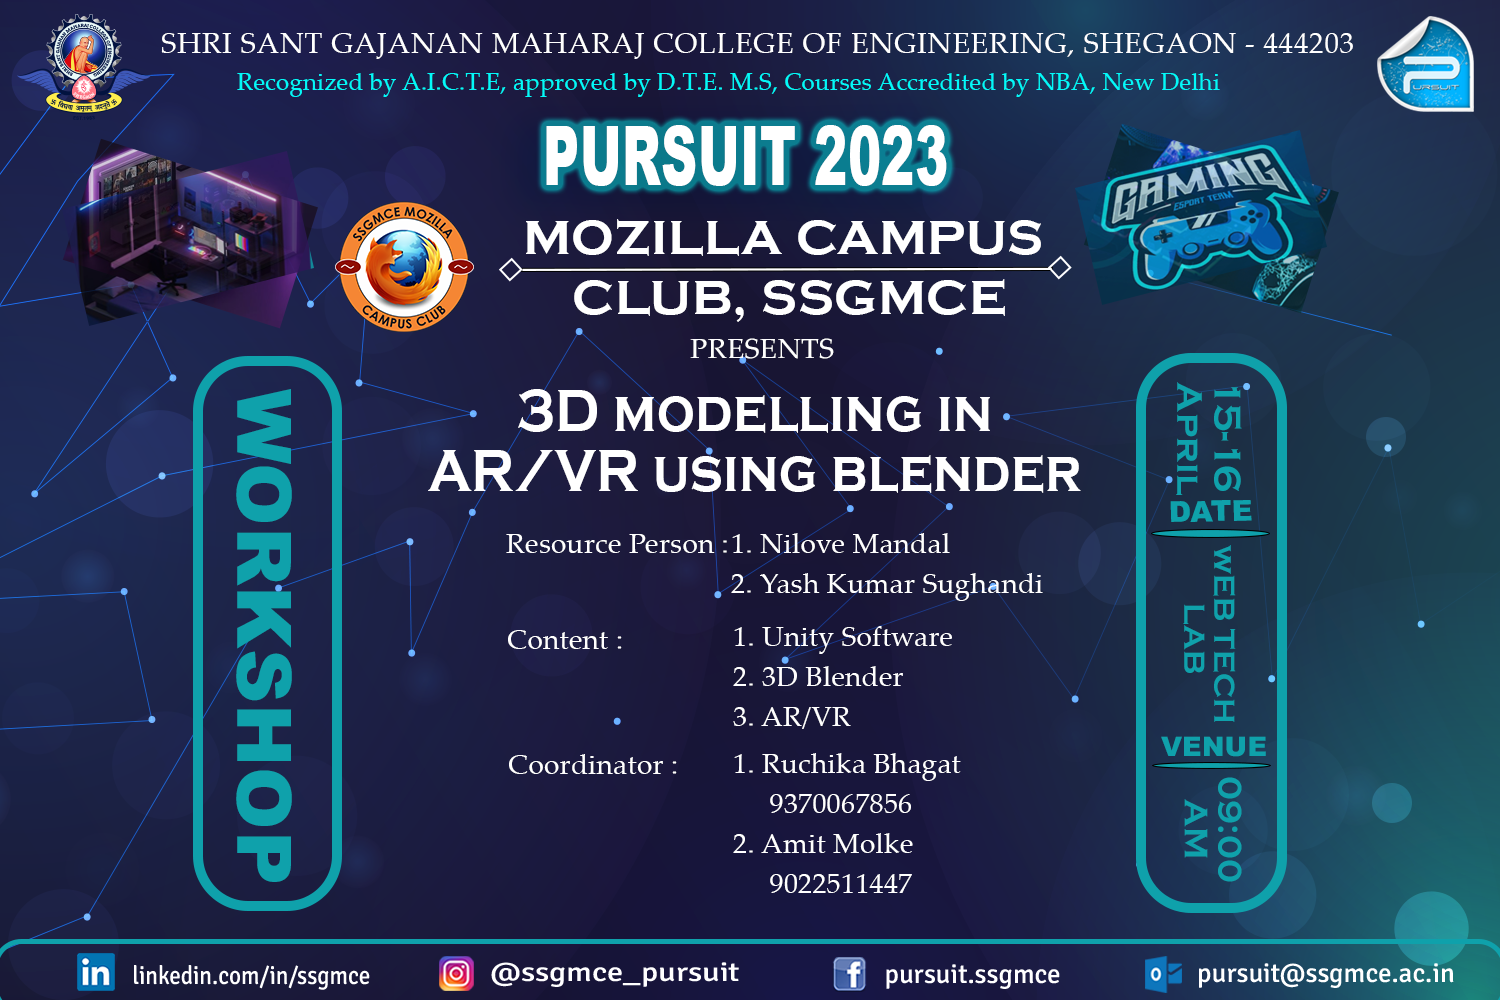 SHRI SANT GAJANAN MAHARAJ COLLEGE OF ENGINEERING, SHEGAON - 444203
Recognized by A.I.C.T.E, approved by D.T.E. M.S, Courses Accredited by NBA, New Delhi
PURSUIT
PURSUIT 2023
GAMING
ESPORT TEAM
SSGMCE MOZILLA
CAMPUS CLUB
MOZILLA CAMPUS
CLUB, SSGMCE
PRESENTS
3D MODELLING IN
AR/VR USING BLENDER
WORKSHOP
Resource Person : 1. Nilove Mandal
2. Yash Kumar Sughandi
Content : 1. Unity Software
2. 3D Blender
3. AR/VR
Coordinator : 1. Ruchika Bhagat
9370067856
2. Amit Molke
9022511447
15-16
APRIL
DATE
WEB TECH
LAB
VENUE
09:00
AM
linkedin.com/in/ssgmce
@ssgmce_pursuit
pursuit.ssgmce
pursuit@ssgmce.ac.in